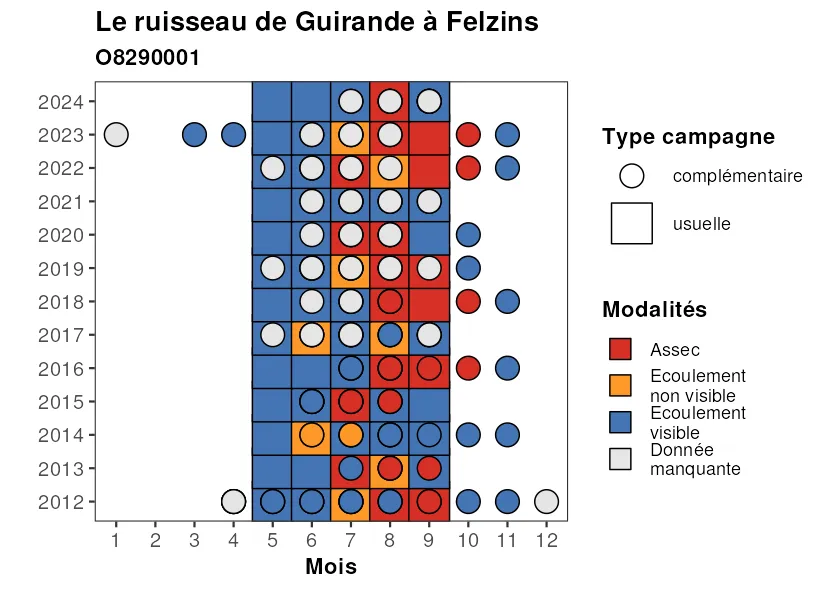 Le ruisseau de Guirande à Felzins
O8290001
2024
2023
2022
2021
2020
2019
2018
2017
2016
2015
2014
2013
2012
1 2 3 4 5 6 7 8 9 10 11 12
Mois
Type campagne
complémentaire
usuelle
Modalités
Assec
Ecoulement
non visible
Ecoulement
visible
Donnée
manquante